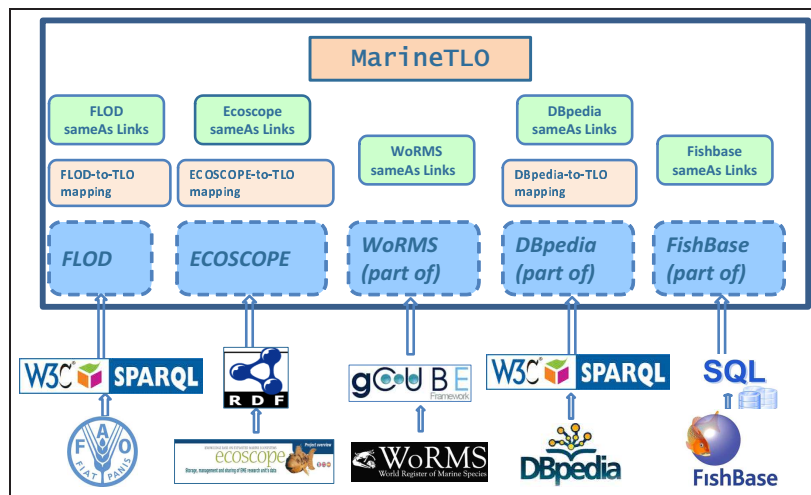 MarineTLO
FLOD
sameAs Links
Ecoscope
sameAs Links
WoRMS
sameAs Links
DBpedia
sameAs Links
Fishbase
sameAs Links
FLOD-to-TLO
mapping
ECOSCOPE-to-TLO
mapping
DBpedia-to-TLO
mapping
FLOD
ECOSCOPE
WoRMS
(part of)
DBpedia
(part of)
FishBase
(part of)
W3C SPARQL
RDF
gCUBE
Framework
W3C SPARQL
SQL
F A O
FIAT PANIS
Project overview
ecoscope
WoRMS
World Register of Marine Species
DBpedia
FishBase